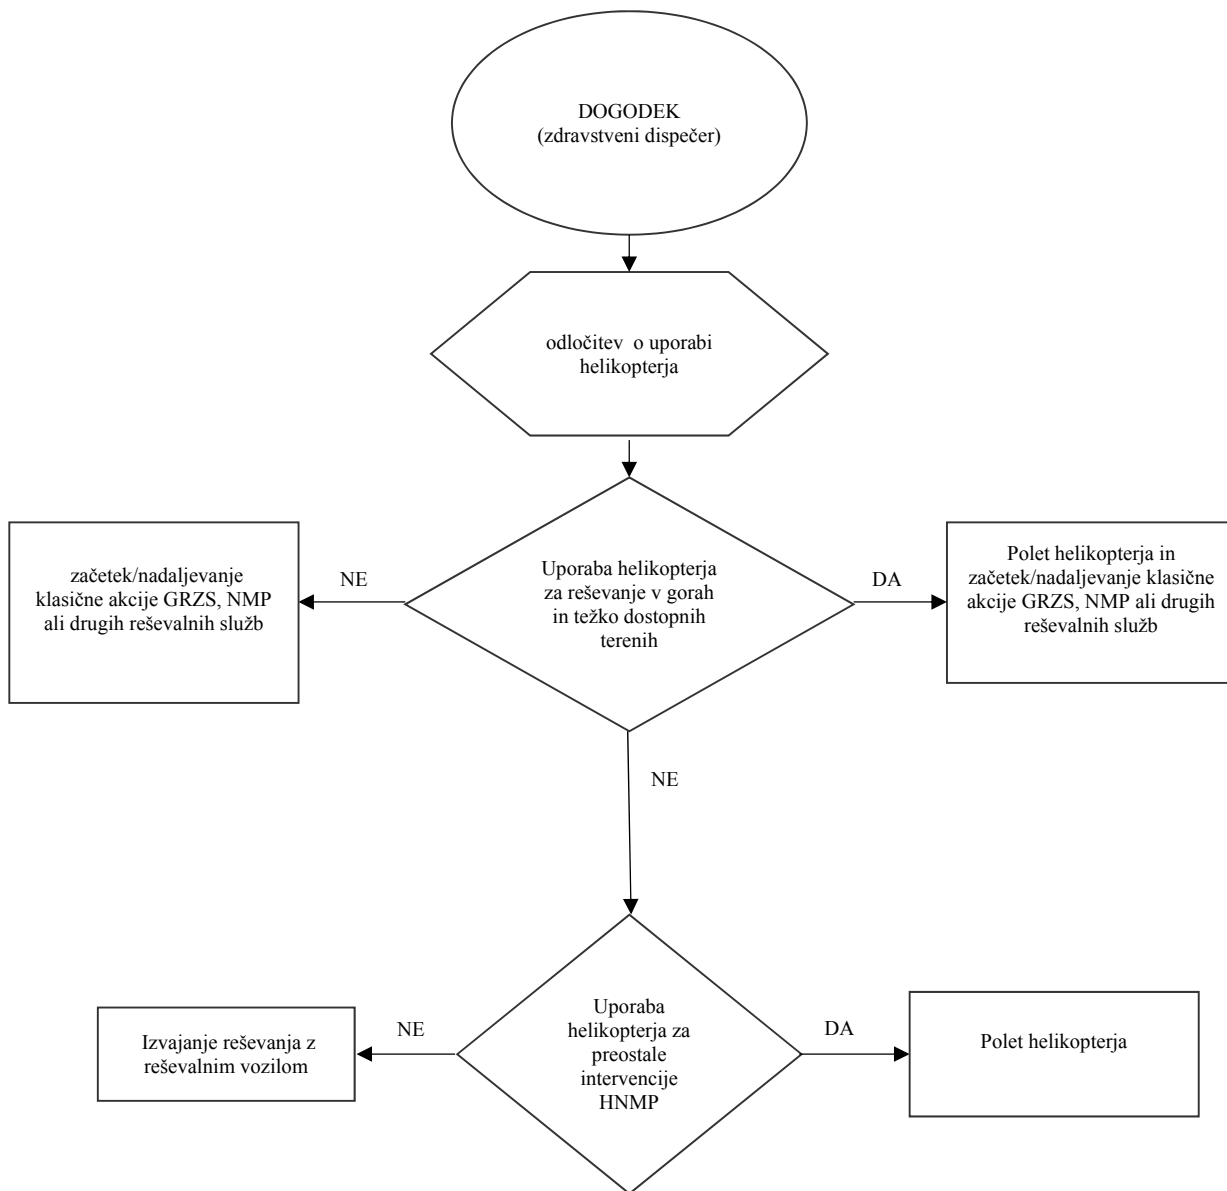 DOGODEK
(zdravstveni dispečer)
odločitev o uporabi
helikopterja
začetek/nadaljevanje
klasične akcije GRZS, NMP
ali drugih reševalnih služb
NE
Uporaba helikopterja
za reševanje v gorah
in težko dostopnih
terenih
DA
Polet helikopterja in
začetek/nadaljevanje klasične
akcije GRZS, NMP ali drugih
reševalnih služb
NE
Izvajanje reševanja z
reševalnim vozilom
NE
Uporaba
helikopterja za
preostale
intervencije
HNMP
DA
Polet helikopterja